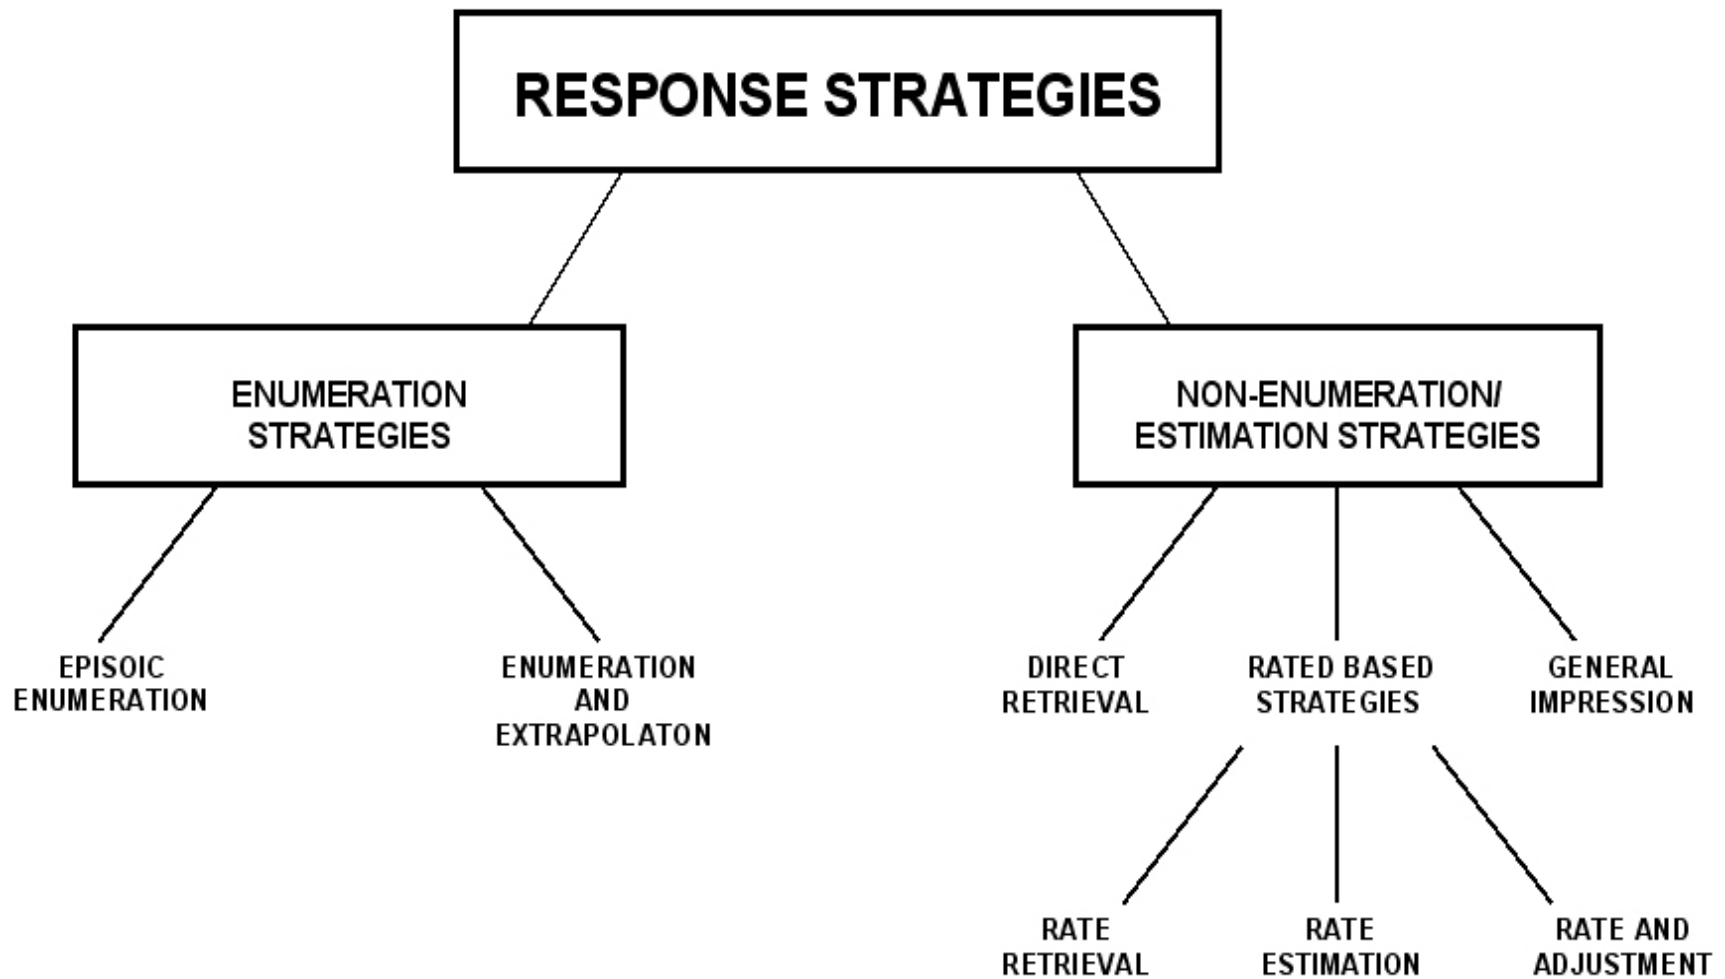 RESPONSE STRATEGIES
ENUMERATION
STRATEGIES
NON-ENUMERATION/
ESTIMATION STRATEGIES
EPISOIC
ENUMERATION
ENUMERATION
AND
EXTRAPOLATON
DIRECT
RETRIEVAL
RATED BASED
STRATEGIES
GENERAL
IMPRESSION
RATE
RETRIEVAL
RATE
ESTIMATION
RATE AND
ADJUSTMENT